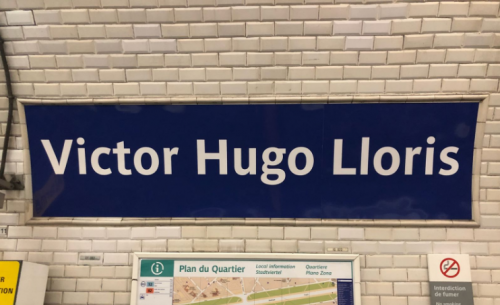 Victor Hugo Lloris
i Plan du Quartier
Local Information
Stadtviertel
Quartiere
Plano Zona
Interdiction
de fumer